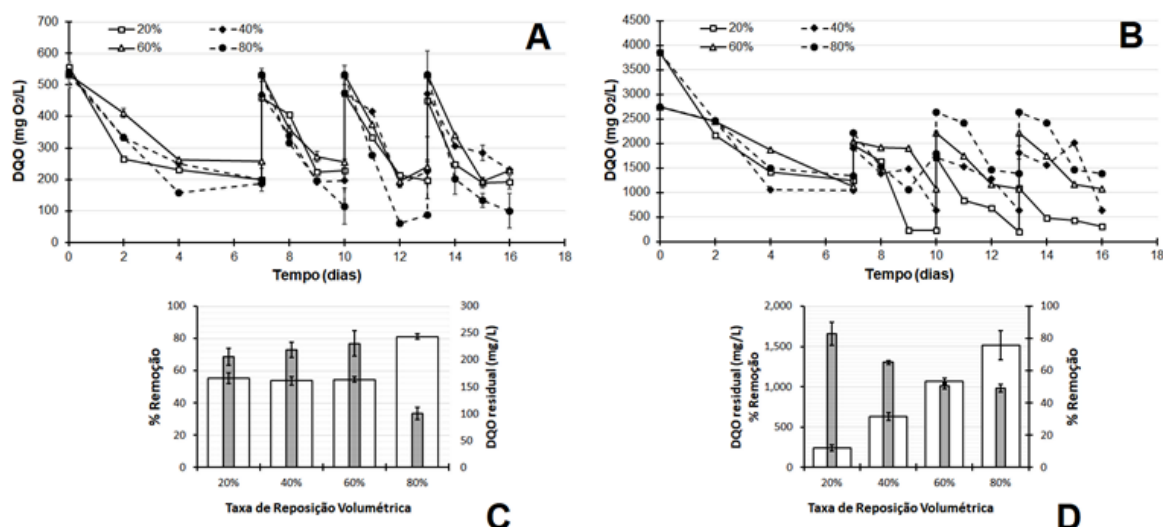 A
20% 40%
60% 80%
DQO (mg O₂/L)
700
600
500
400
300
200
100
0
0 2 4 6 8 10 12 14 16 18
Tempo (dias)
B
20% 40%
60% 80%
DQO (mg O₂/L)
4500
4000
3500
3000
2500
2000
1500
1000
500
0
0 2 4 6 8 10 12 14 16 18
Tempo (dias)
% Remoção
100
80
60
40
20
0
300
250
200
150
100
50
0
DQO residual (mg/L)
20% 40% 60% 80%
Taxa de Reposição Volumétrica
C
DQO residual (mg/L)
% Remoção
2,000
1,500
1,000
500
0
100
80
60
40
20
0
% Remoção
20% 40% 60% 80%
Taxa de Reposição Volumétrica
D